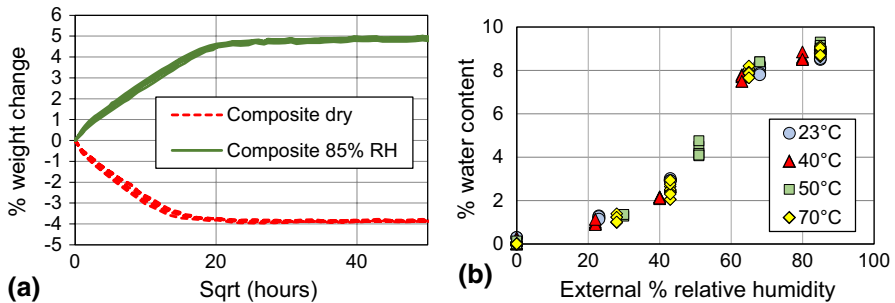 6
5
4
3
2
1
0
-1
-2
-3
-4
-5
% weight change
Composite dry
Composite 85% RH
0
20
40
Sqrt (hours)
(a)
10
8
6
4
2
0
% water content
23°C
40°C
50°C
70°C
0
20
40
60
80
100
External % relative humidity
(b)